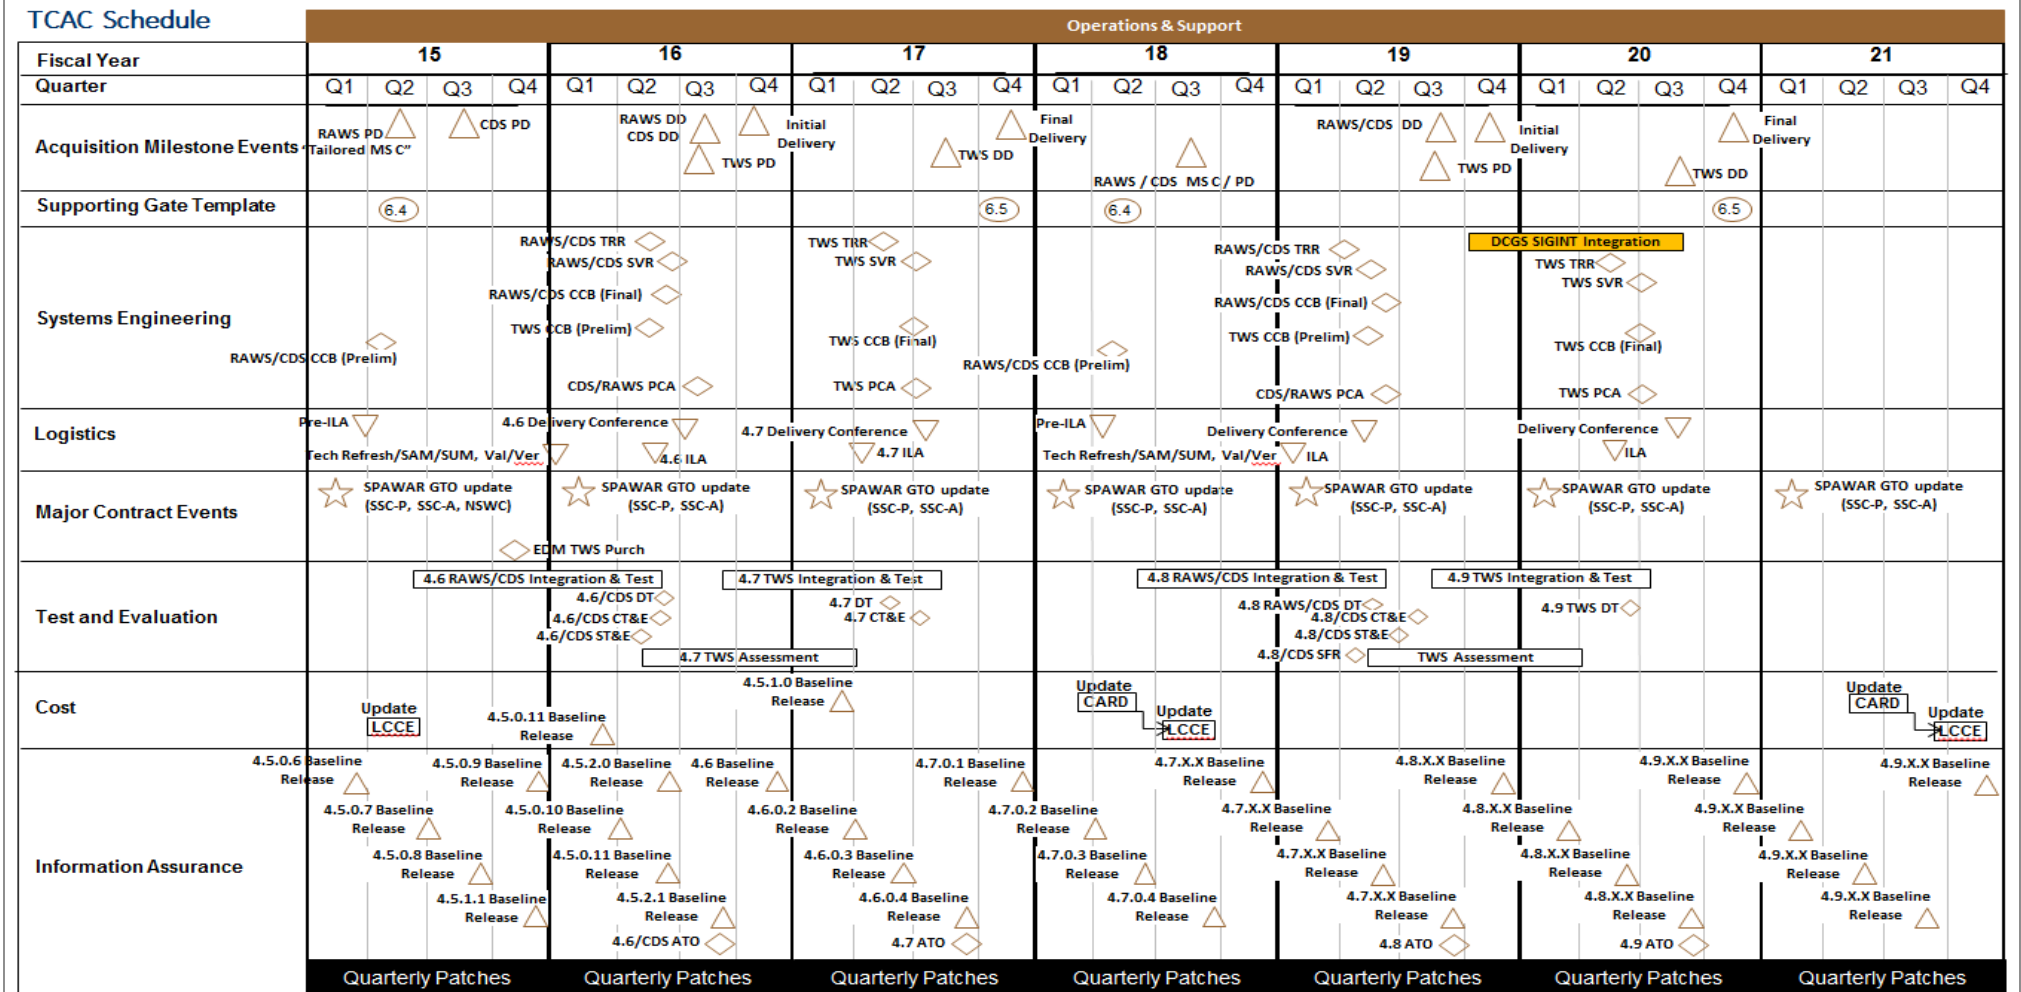 TCAC Schedule
Operations & Support
Fiscal Year
15
16
17
18
19
20
21
Quarter
Q1 Q2 Q3 Q4
Q1 Q2 Q3 Q4
Q1 Q2 Q3 Q4
Q1 Q2 Q3 Q4
Q1 Q2 Q3 Q4
Q1 Q2 Q3 Q4
Q1 Q2 Q3 Q4
Acquisition Milestone Events
RAWS PD
"Tailored MS C"
CDS PD
RAWS DD
CDS DD
TWS PD
Initial
Delivery
TWS DD
Final
Delivery
RAWS / CDS MS C / PD
RAWS/CDS DD
TWS PD
Initial
Delivery
TWS DD
Final
Delivery
Supporting Gate Template
6.4
6.5
6.4
6.5
Systems Engineering
RAWS/CDS CCB (Prelim)
RAWS/CDS TRR
RAWS/CDS SVR
RAWS/CDS CCB (Final)
TWS CCB (Prelim)
CDS/RAWS PCA
TWS TRR
TWS SVR
TWS CCB (Final)
TWS PCA
RAWS/CDS CCB (Prelim)
RAWS/CDS TRR
RAWS/CDS SVR
RAWS/CDS CCB (Final)
TWS CCB (Prelim)
CDS/RAWS PCA
DCGS SIGINT Integration
TWS TRR
TWS SVR
TWS CCB (Final)
TWS PCA
Logistics
Pre-ILA
Tech Refresh/SAM/SUM, Val/Ver
4.6 Delivery Conference
4.6 ILA
4.7 Delivery Conference
4.7 ILA
Pre-ILA
Tech Refresh/SAM/SUM, Val/Ver
Delivery Conference
ILA
Delivery Conference
ILA
Major Contract Events
SPAWAR GTO update
(SSC-P, SSC-A, NSWC)
EDM TWS Purch
SPAWAR GTO update
(SSC-P, SSC-A)
SPAWAR GTO update
(SSC-P, SSC-A)
SPAWAR GTO update
(SSC-P, SSC-A)
SPAWAR GTO update
(SSC-P, SSC-A)
SPAWAR GTO update
(SSC-P, SSC-A)
SPAWAR GTO update
(SSC-P, SSC-A)
Test and Evaluation
4.6 RAWS/CDS Integration & Test
4.6/CDS DT
4.6/CDS CT&E
4.6/CDS ST&E
4.7 TWS Assessment
4.7 TWS Integration & Test
4.7 DT
4.7 CT&E
4.8 RAWS/CDS Integration & Test
4.8 RAWS/CDS DT
4.8/CDS CT&E
4.8/CDS ST&E
4.8/CDS SFR
TWS Assessment
4.9 TWS Integration & Test
4.9 TWS DT
Cost
Update
LCCE
4.5.0.11 Baseline
Release
4.5.1.0 Baseline
Release
Update
CARD
Update
LCCE
Update
CARD
Update
LCCE
Information Assurance
4.5.0.6 Baseline
Release
4.5.0.7 Baseline
Release
4.5.0.8 Baseline
Release
4.5.0.9 Baseline
Release
4.5.1.1 Baseline
Release
4.5.2.0 Baseline
Release
4.5.0.10 Baseline
Release
4.5.0.11 Baseline
Release
4.5.2.1 Baseline
Release
4.6/CDS ATO
4.6 Baseline
Release
4.6.0.2 Baseline
Release
4.6.0.3 Baseline
Release
4.6.0.4 Baseline
Release
4.7 ATO
4.7.0.1 Baseline
Release
4.7.0.2 Baseline
Release
4.7.0.3 Baseline
Release
4.7.0.4 Baseline
Release
4.7.X.X Baseline
Release
4.7.X.X Baseline
Release
4.7.X.X Baseline
Release
4.7.X.X Baseline
Release
4.8 ATO
4.8.X.X Baseline
Release
4.8.X.X Baseline
Release
4.8.X.X Baseline
Release
4.8.X.X Baseline
Release
4.9 ATO
4.9.X.X Baseline
Release
4.9.X.X Baseline
Release
4.9.X.X Baseline
Release
4.9.X.X Baseline
Release
4.9.X.X Baseline
Release
Quarterly Patches
Quarterly Patches
Quarterly Patches
Quarterly Patches
Quarterly Patches
Quarterly Patches
Quarterly Patches